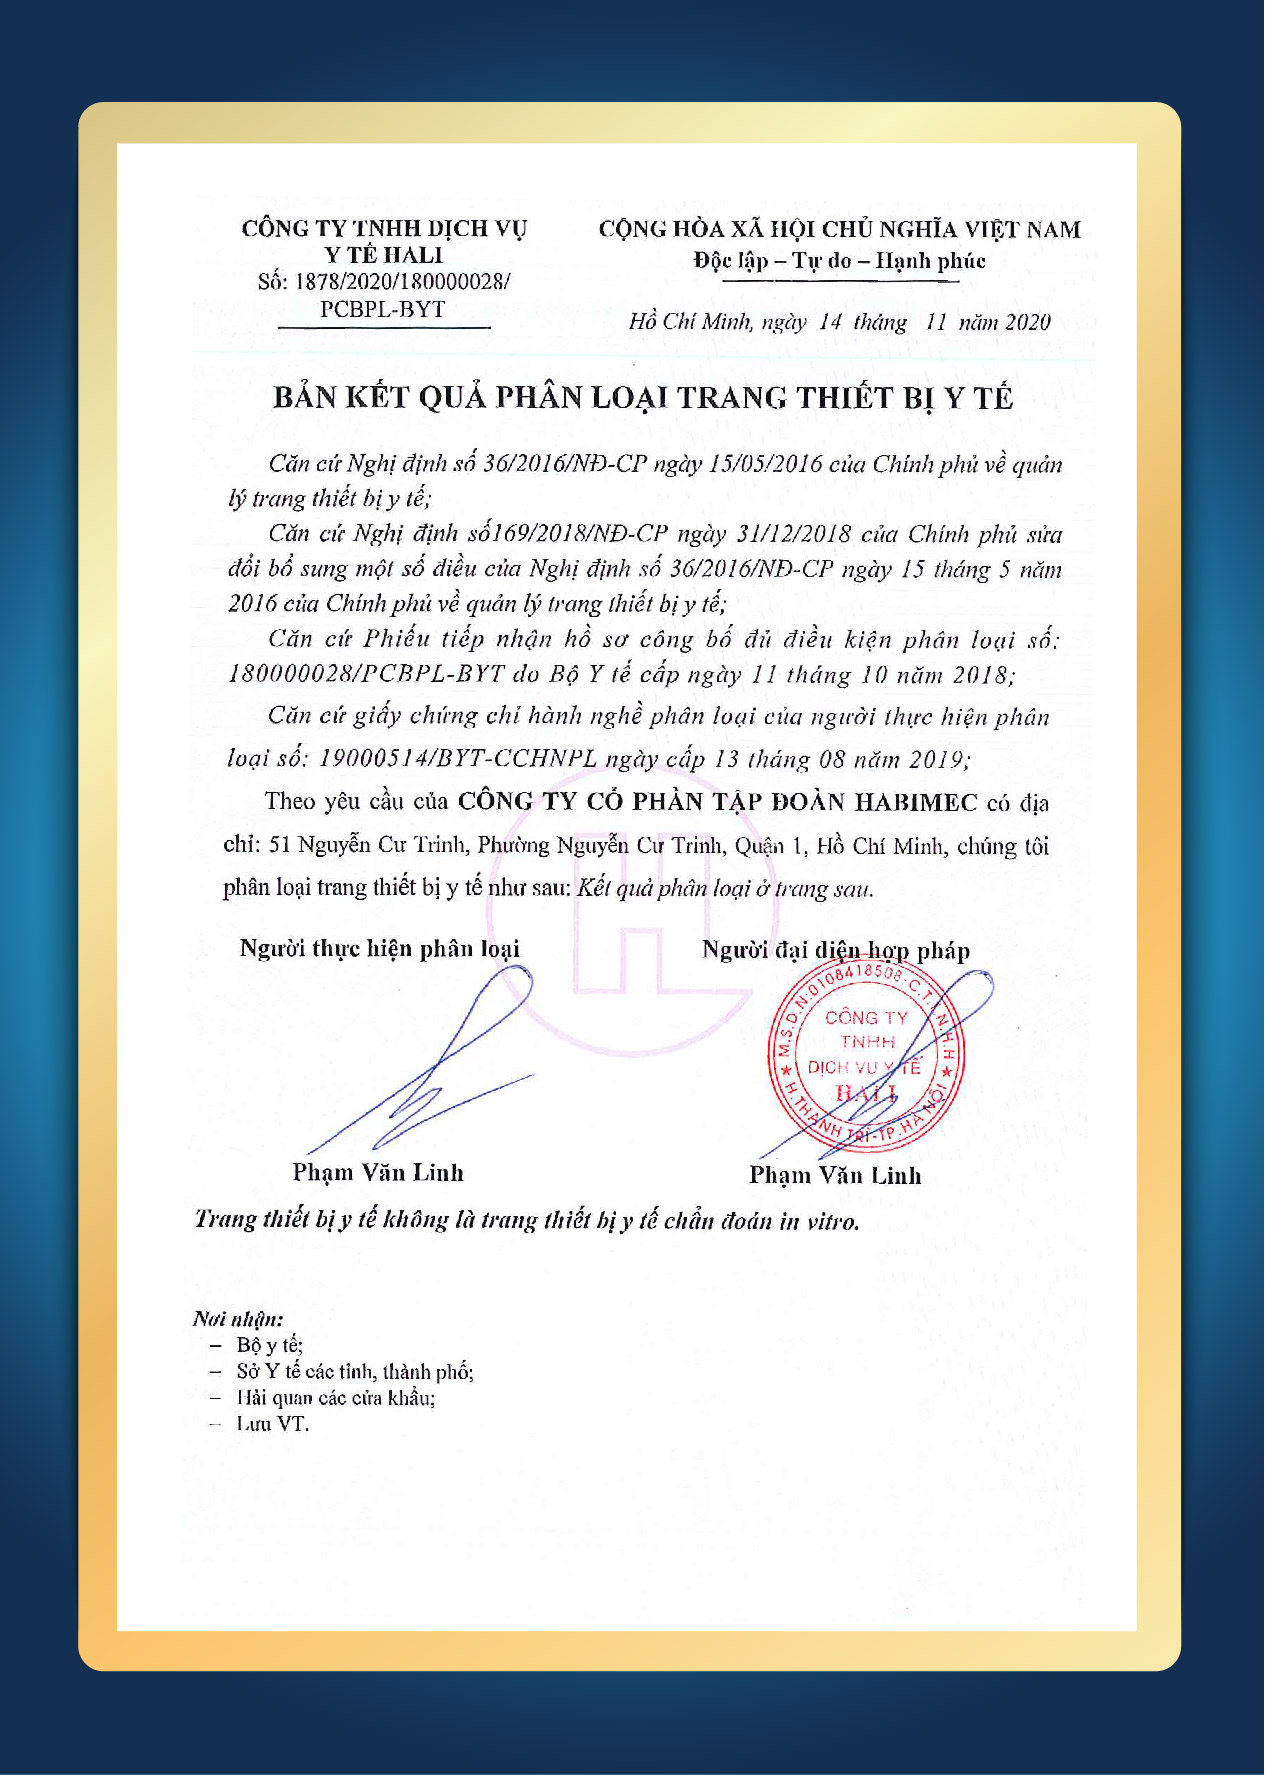 CÔNG TY TNHH DỊCH VỤ
Y TẾ HALI
Số: 1878/2020/180000028/
PCBPL-BYT
CỘNG HÒA XÃ HỘI CHỦ NGHĨA VIỆT NAM
Độc lập – Tự do – Hạnh phúc
Hồ Chí Minh, ngày 14 tháng 11 năm 2020
BẢN KẾT QUẢ PHÂN LOẠI TRANG THIẾT BỊ Y TẾ
Căn cứ Nghị định số 36/2016/NĐ-CP ngày 15/05/2016 của Chính phủ về quản
lý trang thiết bị y tế;
Căn cứ Nghị định số169/2018/NĐ-CP ngày 31/12/2018 của Chính phủ sửa
đổi bổ sung một số điều của Nghị định số 36/2016/NĐ-CP ngày 15 tháng 5 năm
2016 của Chính phủ về quản lý trang thiết bị y tế;
Căn cứ Phiếu tiếp nhận hồ sơ công bố đủ điều kiện phân loại số:
180000028/PCBPL-BYT do Bộ Y tế cấp ngày 11 tháng 10 năm 2018;
Căn cứ giấy chứng chỉ hành nghề phân loại của người thực hiện phân
loại số: 19000514/BYT-CCHNPL ngày cấp 13 tháng 08 năm 2019;
Theo yêu cầu của CÔNG TY CỔ PHẦN TẬP ĐOÀN HABIMEC có địa
chỉ: 51 Nguyễn Cư Trinh, Phường Nguyễn Cư Trinh, Quận 1, Hồ Chí Minh, chúng tôi
phân loại trang thiết bị y tế như sau: Kết quả phân loại ở trang sau.
Người thực hiện phân loại
Người đại diện hợp pháp
M.S.D.N:0108418508-C.T.T.N.H.H
CÔNG TY
TNHH
DỊCH VỤ Y TẾ
HALI
H.THANH TRÌ-TP.HÀ NỘI
Phạm Văn Linh
Phạm Văn Linh
Trang thiết bị y tế không là trang thiết bị y tế chẩn đoán in vitro.
Nơi nhận:
– Bộ y tế;
– Sở Y tế các tỉnh, thành phố;
– Hải quan các cửa khẩu;
– Lưu VT.